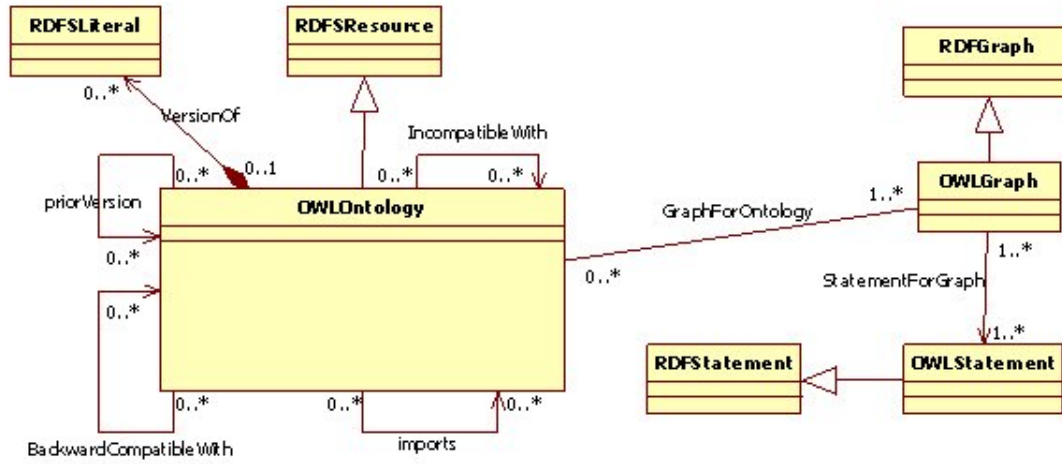 RDFSLiteral
RDFSResource
RDFGraph
0..*
VersionOf
IncompatibleWith
0..*
0..1
0..*
0..*
priorVersion
OWLOntology
OWLGraph
1..*
GraphForOntology
0..*
0..*
1..*
0..*
StatementForGraph
1..*
RDFStatement
OWLStatement
0..*
0..*
0..*
BackwardCompatibleWith
imports